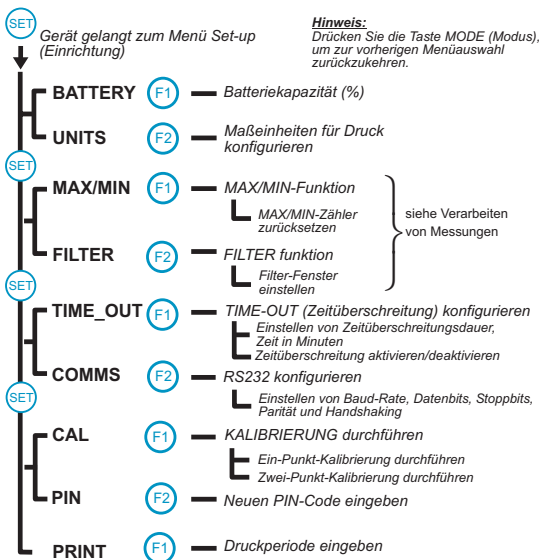 SET
Gerät gelangt zum Menü Set-up
(Einrichtung)
Hinweis:
Drücken Sie die Taste MODE (Modus),
um zur vorherigen Menüauswahl
zurückzukehren.
BATTERY F1 Batteriekapazität (%)
UNITS F2 Maßeinheiten für Druck
konfigurieren
SET
MAX/MIN F1 MAX/MIN-Funktion
MAX/MIN-Zähler
zurücksetzen
siehe Verarbeiten
von Messungen
FILTER F2 FILTER funktion
Filter-Fenster
einstellen
SET
TIME_OUT F1 TIME-OUT (Zeitüberschreitung) konfigurieren
Einstellen von Zeitüberschreitungsdauer,
Zeit in Minuten
Zeitüberschreitung aktivieren/deaktivieren
COMMS F2 RS232 konfigurieren
Einstellen von Baud-Rate, Datenbits, Stoppbits,
Parität und Handshaking
SET
CAL F1 KALIBRIERUNG durchführen
Ein-Punkt-Kalibrierung durchführen
Zwei-Punkt-Kalibrierung durchführen
PIN F2 Neuen PIN-Code eingeben
PRINT F1 Druckperiode eingeben